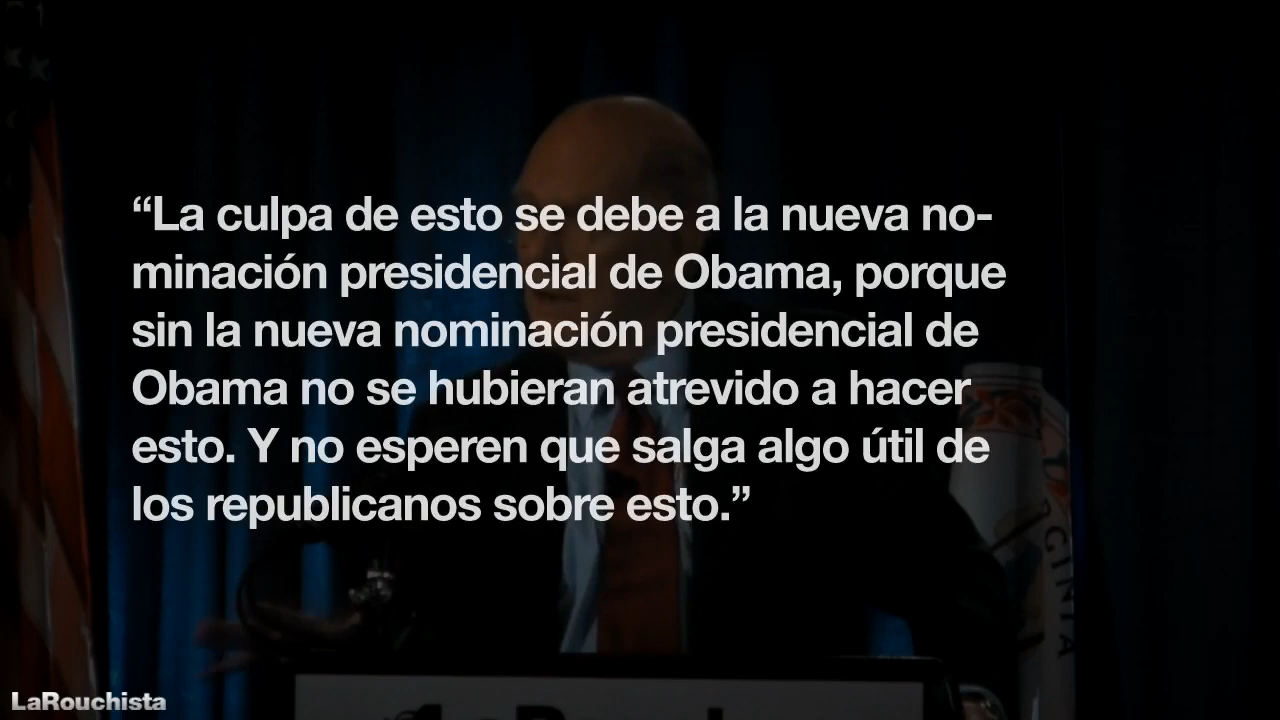 “La culpa de esto se debe a la nueva no-
minación presidencial de Obama, porque
sin la nueva nominación presidencial de
Obama no se hubieran atrevido a hacer
esto. Y no esperen que salga algo útil de
los republicanos sobre esto.”
GINIA
LaRouchista